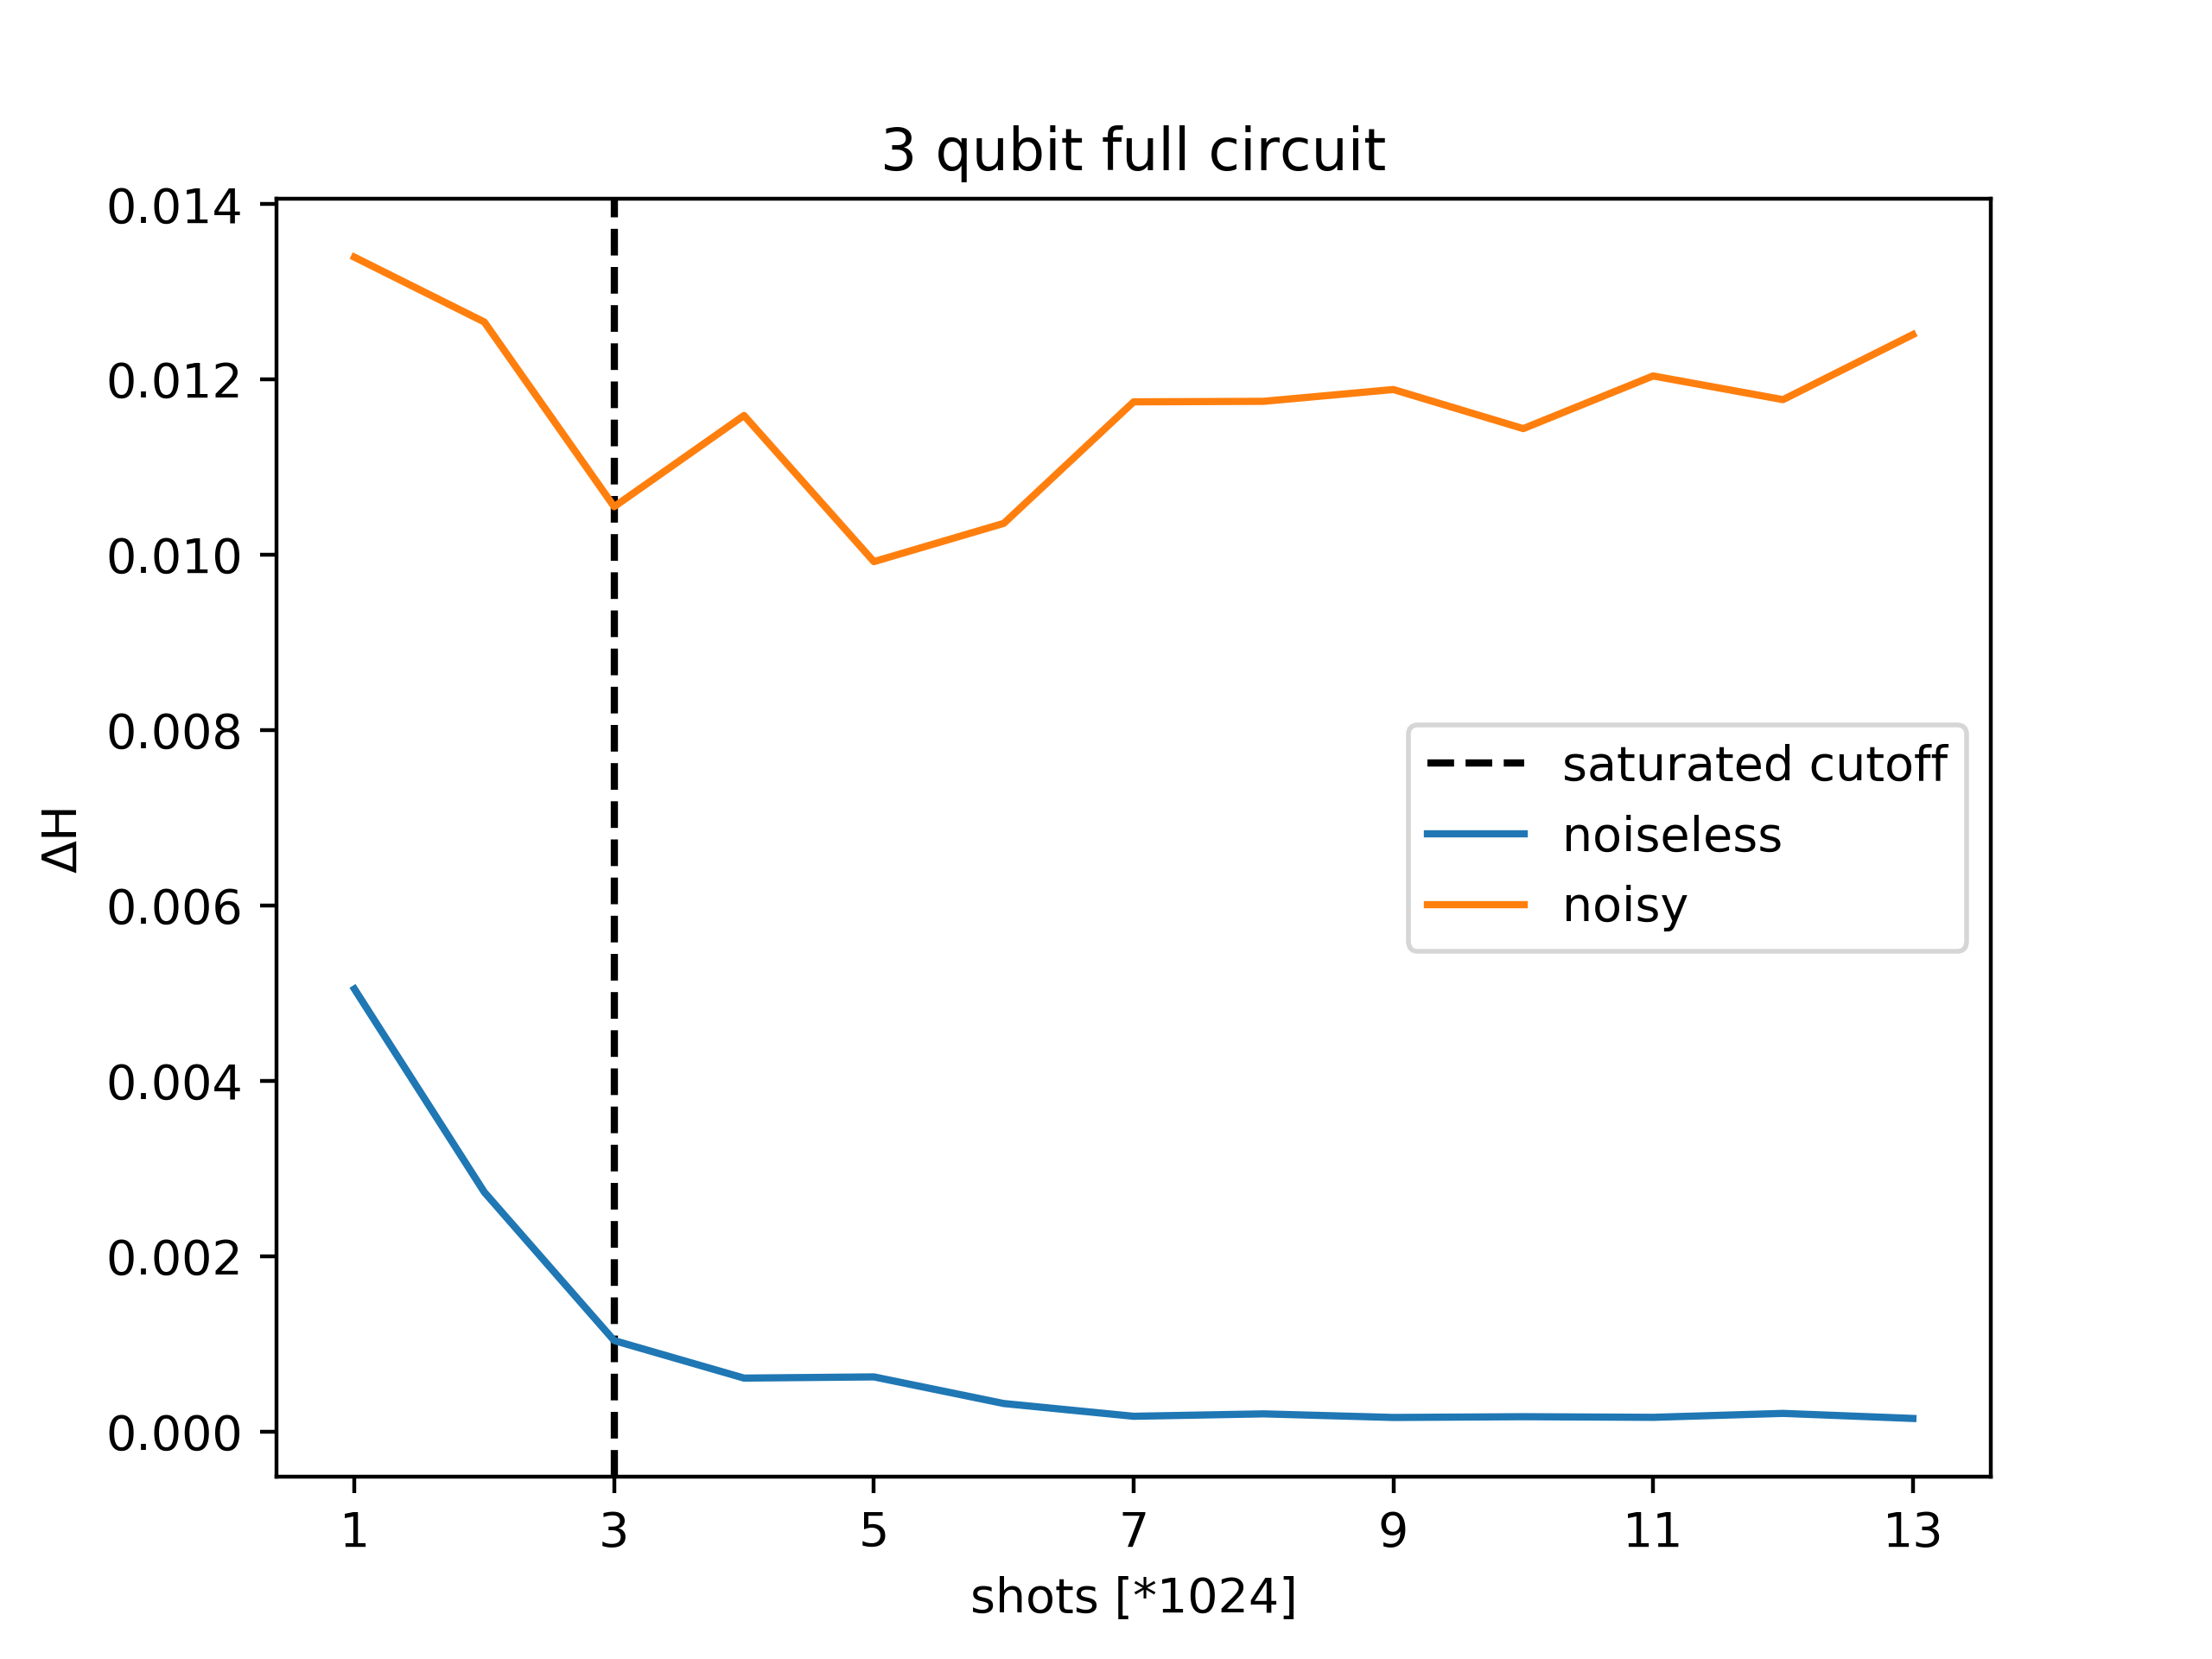 3 qubit full circuit
0.014
0.012
0.010
0.008
0.006
0.004
0.002
0.000
ΔH
saturated cutoff
noiseless
noisy
1 3 5 7 9 11 13
shots [*1024]